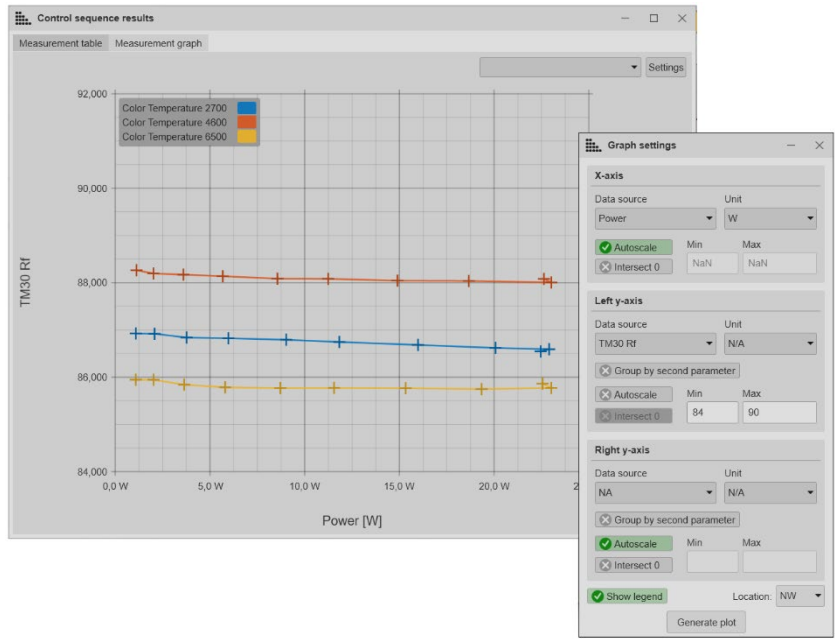 Control sequence results
Measurement table Measurement graph
Settings
92,000
Color Temperature 2700
Color Temperature 4600
Color Temperature 6500
90,000
88,000
86,000
84,000
TM30 Rf
0,0 W 5,0 W 10,0 W 15,0 W 20,0 W 2
Power [W]
Graph settings
X-axis
Data source Unit
Power W
Autoscale Min Max
Intersect 0 NaN NaN
Left y-axis
Data source Unit
TM30 Rf N/A
Group by second parameter
Autoscale Min Max
Intersect 0 84 90
Right y-axis
Data source Unit
NA N/A
Group by second parameter
Autoscale Min Max
Intersect 0
Show legend Location: NW
Generate plot